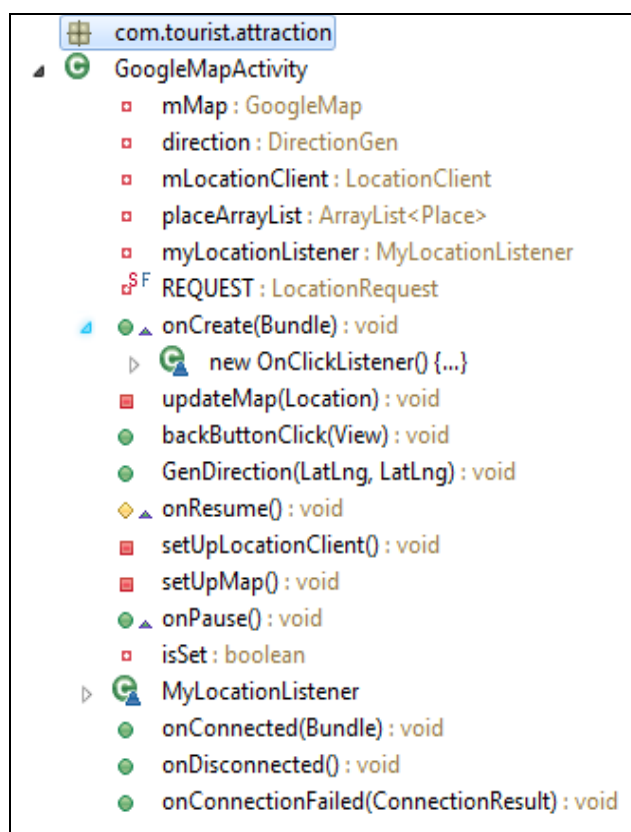 com.tourist.attraction
GoogleMapActivity
mMap : GoogleMap
direction : DirectionGen
mLocationClient : LocationClient
placeArrayList : ArrayList<Place>
myLocationListener : MyLocationListener
S F REQUEST : LocationRequest
onCreate(Bundle) : void
new OnClickListener() {...}
updateMap(Location) : void
backButtonClick(View) : void
GenDirection(LatLng, LatLng) : void
onResume() : void
setUpLocationClient() : void
setUpMap() : void
onPause() : void
isSet : boolean
MyLocationListener
onConnected(Bundle) : void
onDisconnected() : void
onConnectionFailed(ConnectionResult) : void